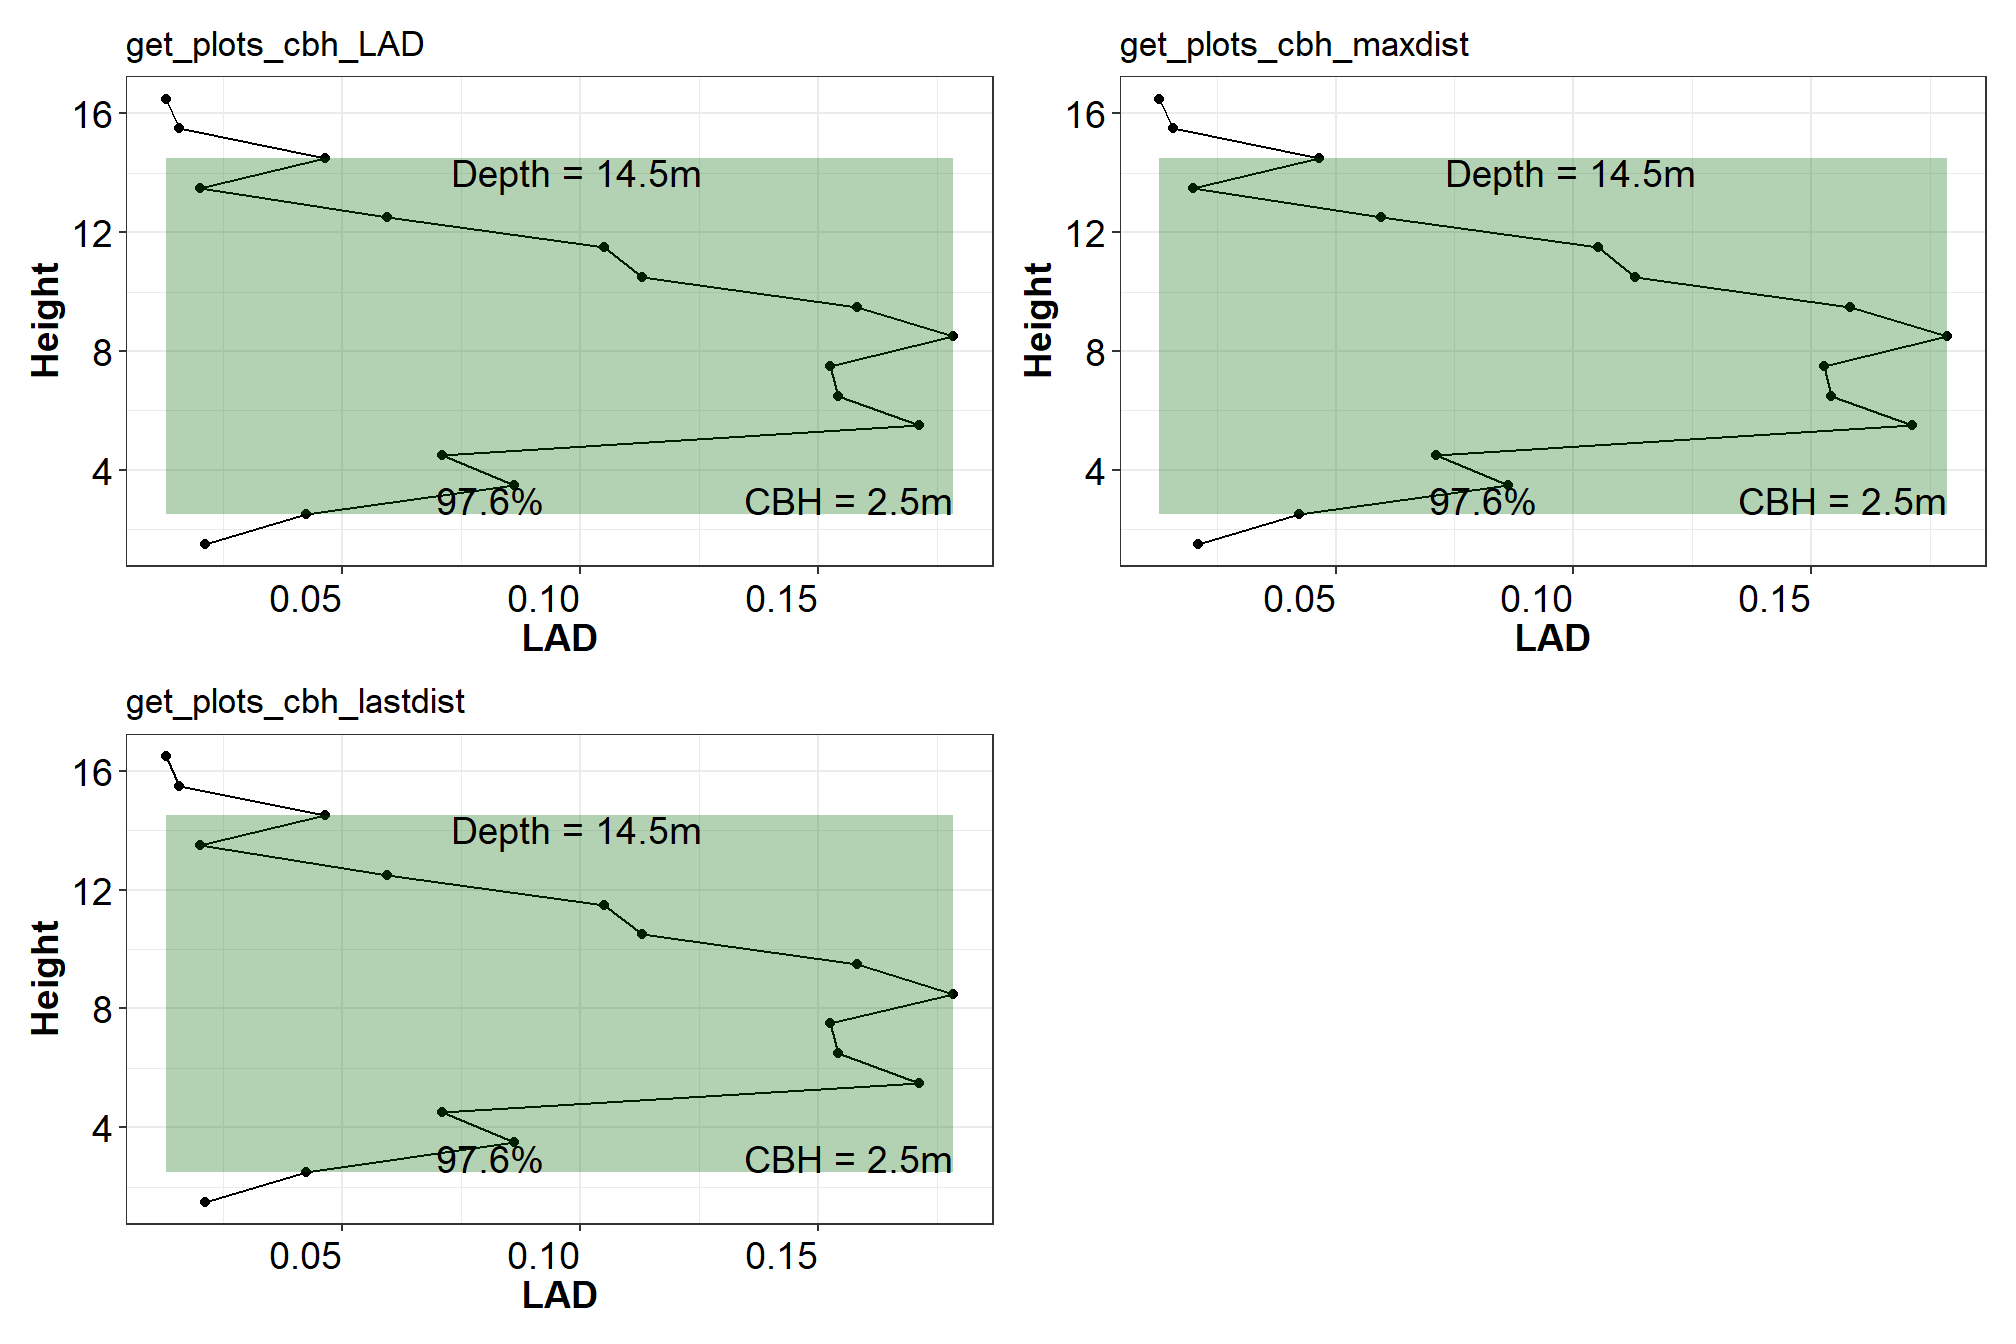 get_plots_cbh_LAD
16
12
8
4
Height
Depth = 14.5m
97.6%
CBH = 2.5m
0.05
0.10
0.15
LAD
get_plots_cbh_maxdist
16
12
8
4
Height
Depth = 14.5m
97.6%
CBH = 2.5m
0.05
0.10
0.15
LAD
get_plots_cbh_lastdist
16
12
8
4
Height
Depth = 14.5m
97.6%
CBH = 2.5m
0.05
0.10
0.15
LAD